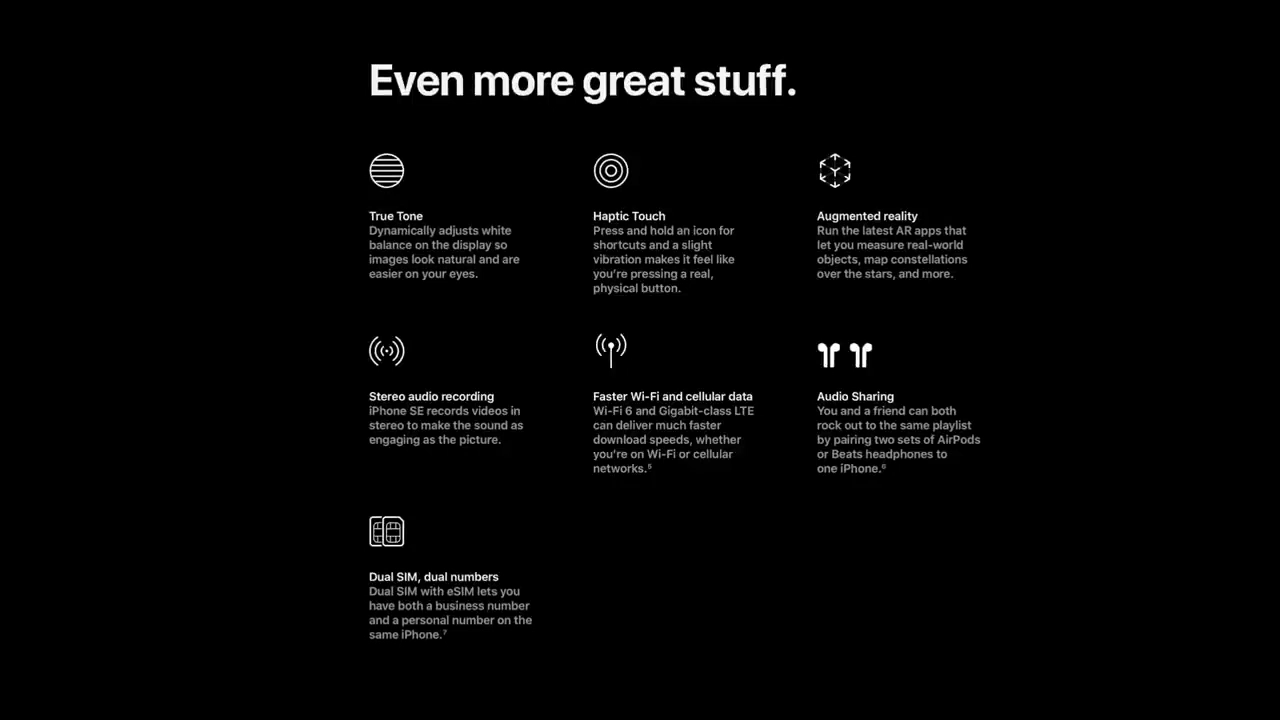 Even more great stuff.
True Tone
Dynamically adjusts white
balance on the display so
images look natural and are
easier on your eyes.
Haptic Touch
Press and hold an icon for
shortcuts and a slight
vibration makes it feel like
you’re pressing a real,
physical button.
Augmented reality
Run the latest AR apps that
let you measure real-world
objects, map constellations
over the stars, and more.
Stereo audio recording
iPhone SE records videos in
stereo to make the sound as
engaging as the picture.
Faster Wi-Fi and cellular data
Wi-Fi 6 and Gigabit-class LTE
can deliver much faster
download speeds, whether
you’re on Wi-Fi or cellular
networks.⁵
Audio Sharing
You and a friend can both
rock out to the same playlist
by pairing two sets of AirPods
or Beats headphones to
one iPhone.⁶
Dual SIM, dual numbers
Dual SIM with eSIM lets you
have both a business number
and a personal number on the
same iPhone.⁷